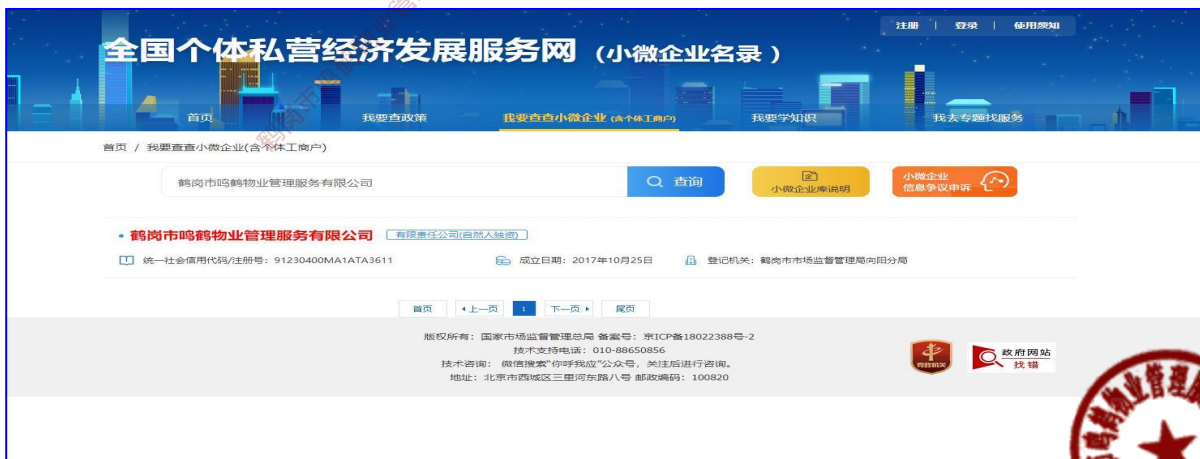 注册 | 登录 | 使用须知
全国个体私营经济发展服务网（小微企业名录）
首页 我要查政策 我要查查小微企业(含个体工商户) 我要学知识 我去专题找服务
首页 / 我要查查小微企业(含个体工商户)
鹤岗市鸣鹤物业管理服务有限公司 查询 小微企业库说明 小微企业
信息争议申诉
• 鹤岗市鸣鹤物业管理服务有限公司 有限责任公司(自然人独资)
统一社会信用代码/注册号：91230400MA1ATA3611 成立日期：2017年10月25日 登记机关：鹤岗市市场监督管理局向阳分局
首页 上一页 1 下一页 尾页
版权所有：国家市场监督管理总局 备案号：京ICP备18022388号-2
技术支持电话：010-88650856
技术咨询： 微信搜索“你呼我应”公众号，关注后进行咨询。
地址：北京市西城区三里河东路八号 邮政编码：100820
党政机关
政府网站
找错
鸣鹤物业管理服